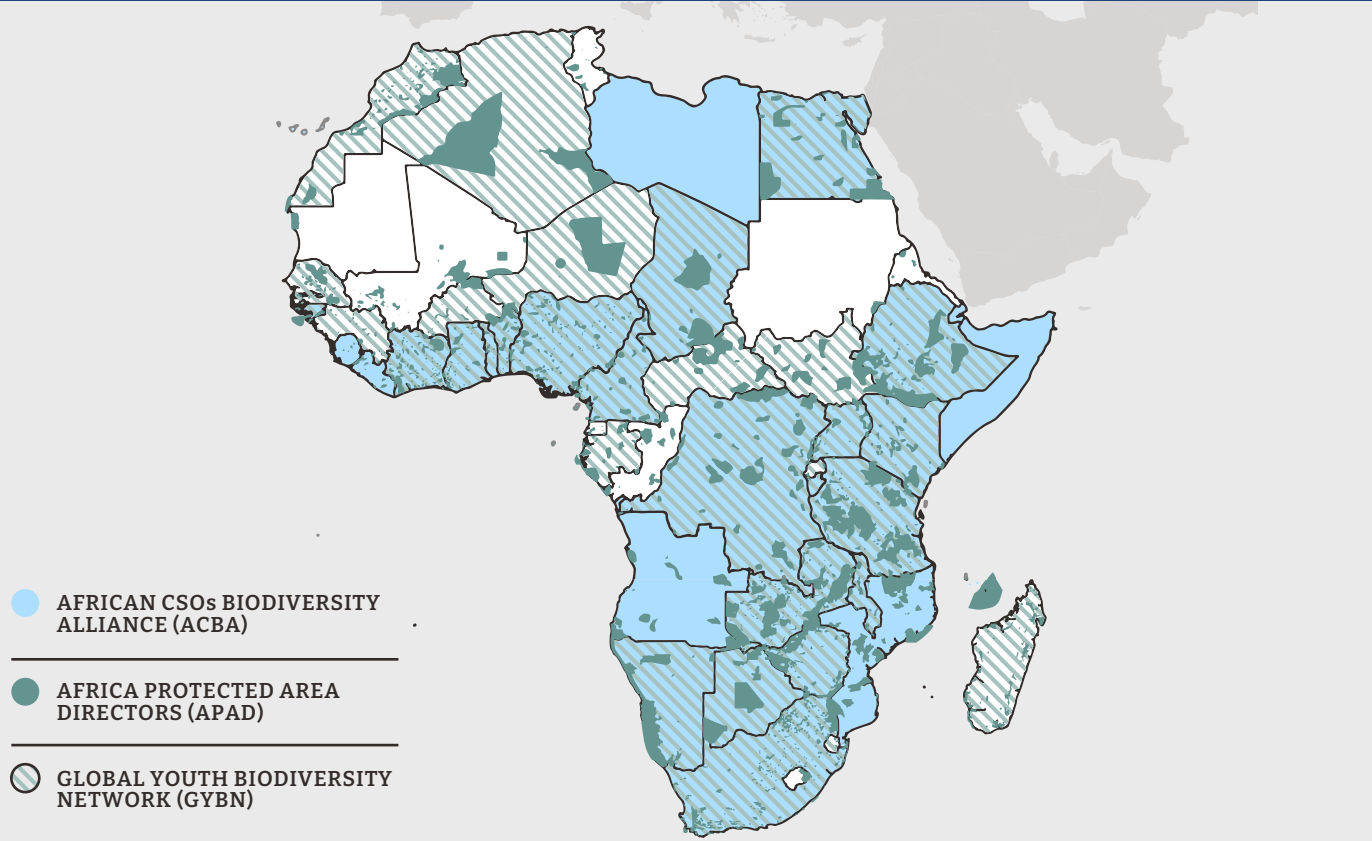 AFRICAN CSOs BIODIVERSITY
ALLIANCE (ACBA)
AFRICA PROTECTED AREA
DIRECTORS (APAD)
GLOBAL YOUTH BIODIVERSITY
NETWORK (GYBN)